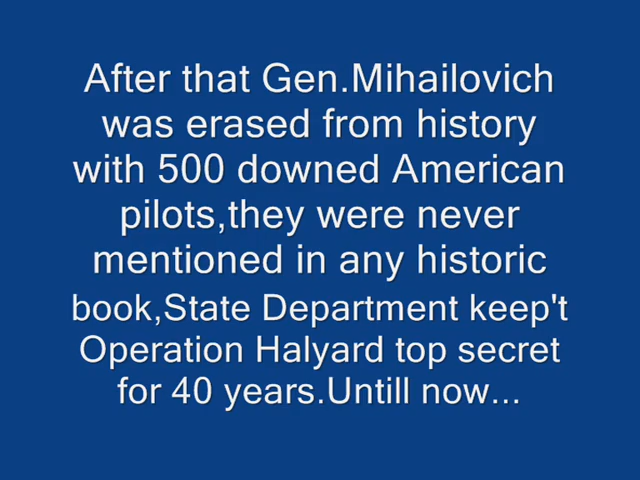 After that Gen.Mihailovich
was erased from history
with 500 downed American
pilots,they were never
mentioned in any historic
book,State Department keep't
Operation Halyard top secret
for 40 years.Untill now...